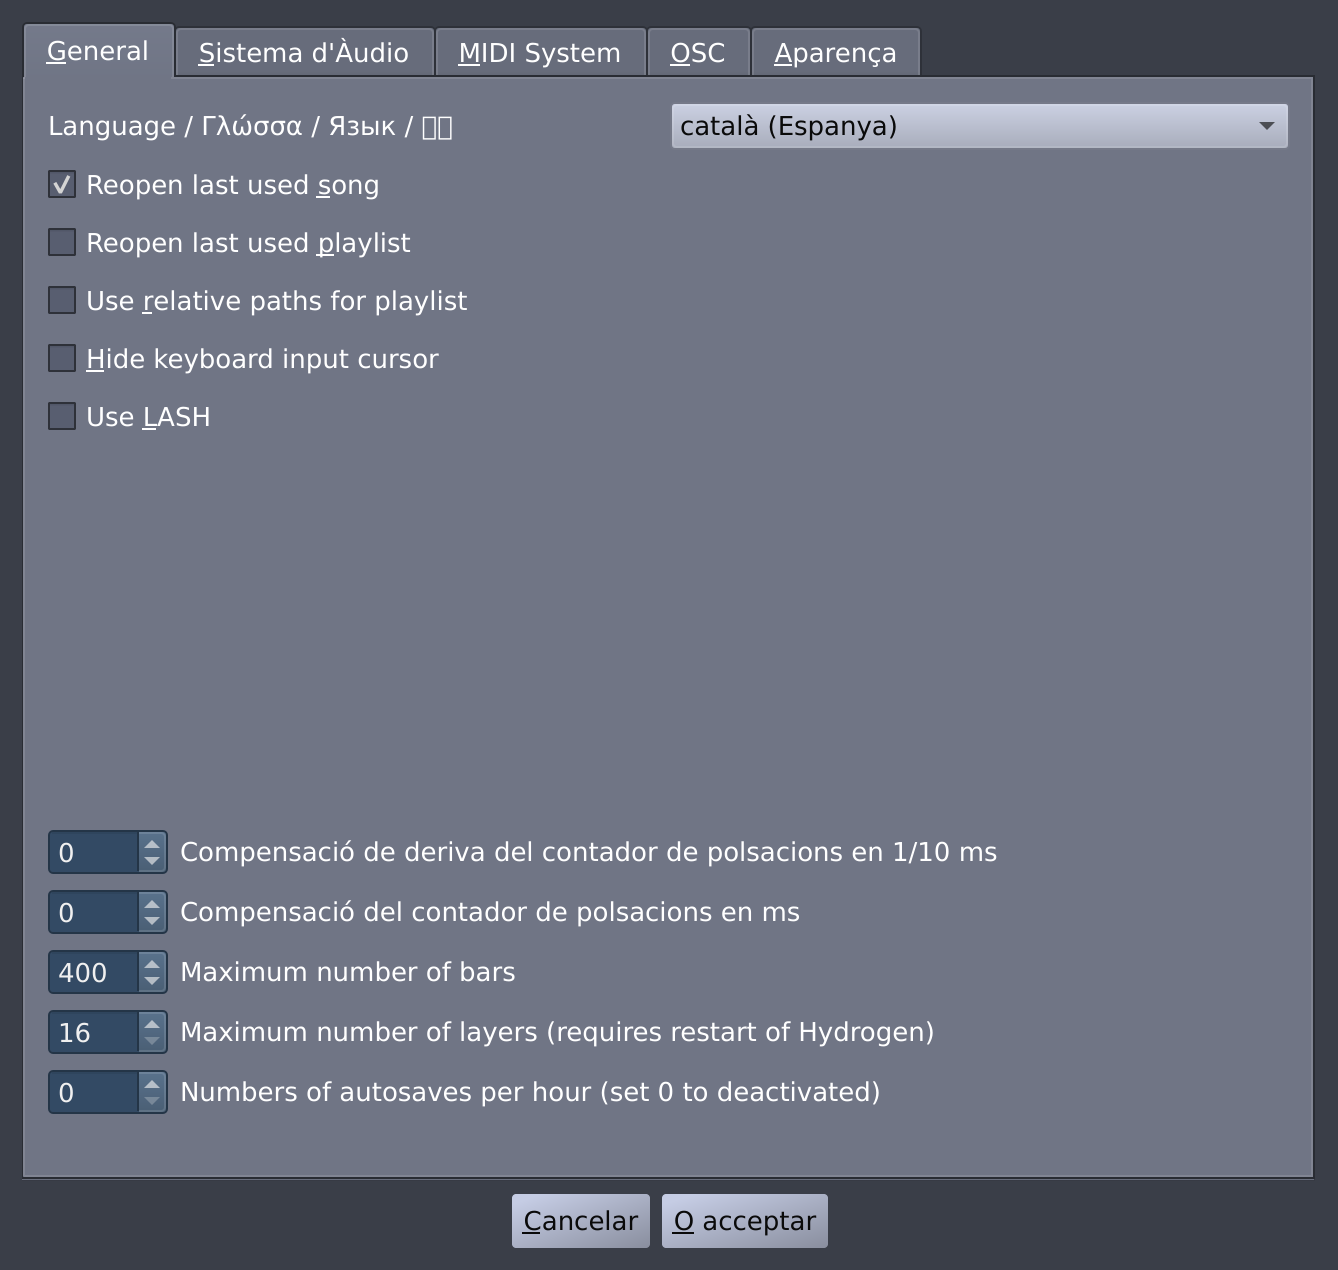 General Sistema d'Àudio MIDI System OSC Aparença
Language / Γλώσσα / Язык /
català (Espanya)
Reopen last used song
Reopen last used playlist
Use relative paths for playlist
Hide keyboard input cursor
Use LASH
0 Compensació de deriva del contador de polsacions en 1/10 ms
0 Compensació del contador de polsacions en ms
400 Maximum number of bars
16 Maximum number of layers (requires restart of Hydrogen)
0 Numbers of autosaves per hour (set 0 to deactivated)
Cancelar O acceptar